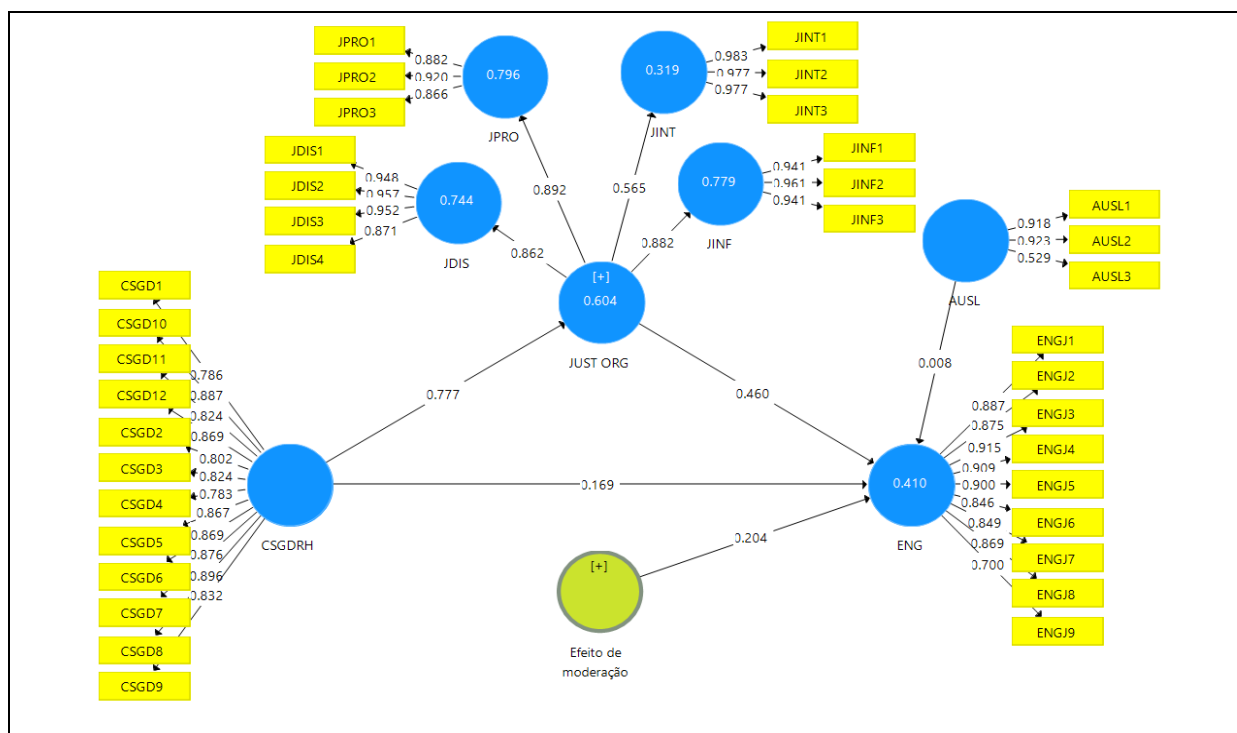 JPRO1
JPRO2
JPRO3
0.882
0.920
0.866
0.796
JPRO
0.319
JINT
0.983
0.977
0.977
JINT1
JINT2
JINT3
JDIS1
JDIS2
JDIS3
JDIS4
0.948
0.957
0.952
0.871
0.744
JDIS
0.892
0.565
0.862
0.882
0.779
JINF
0.941
0.961
0.941
JINF1
JINF2
JINF3
[+]
0.604
JUST ORG
AUSL
0.918
0.923
0.529
AUSL1
AUSL2
AUSL3
0.008
CSGD1
CSGD10
CSGD11
CSGD12
CSGD2
CSGD3
CSGD4
CSGD5
CSGD6
CSGD7
CSGD8
CSGD9
0.786
0.887
0.824
0.869
0.802
0.824
0.783
0.867
0.869
0.876
0.896
0.832
CSGDRH
0.777
0.460
0.169
0.204
[+]
Efeito de
moderação
0.410
ENG
0.887
0.875
0.915
0.909
0.900
0.846
0.849
0.869
0.700
ENGJ1
ENGJ2
ENGJ3
ENGJ4
ENGJ5
ENGJ6
ENGJ7
ENGJ8
ENGJ9